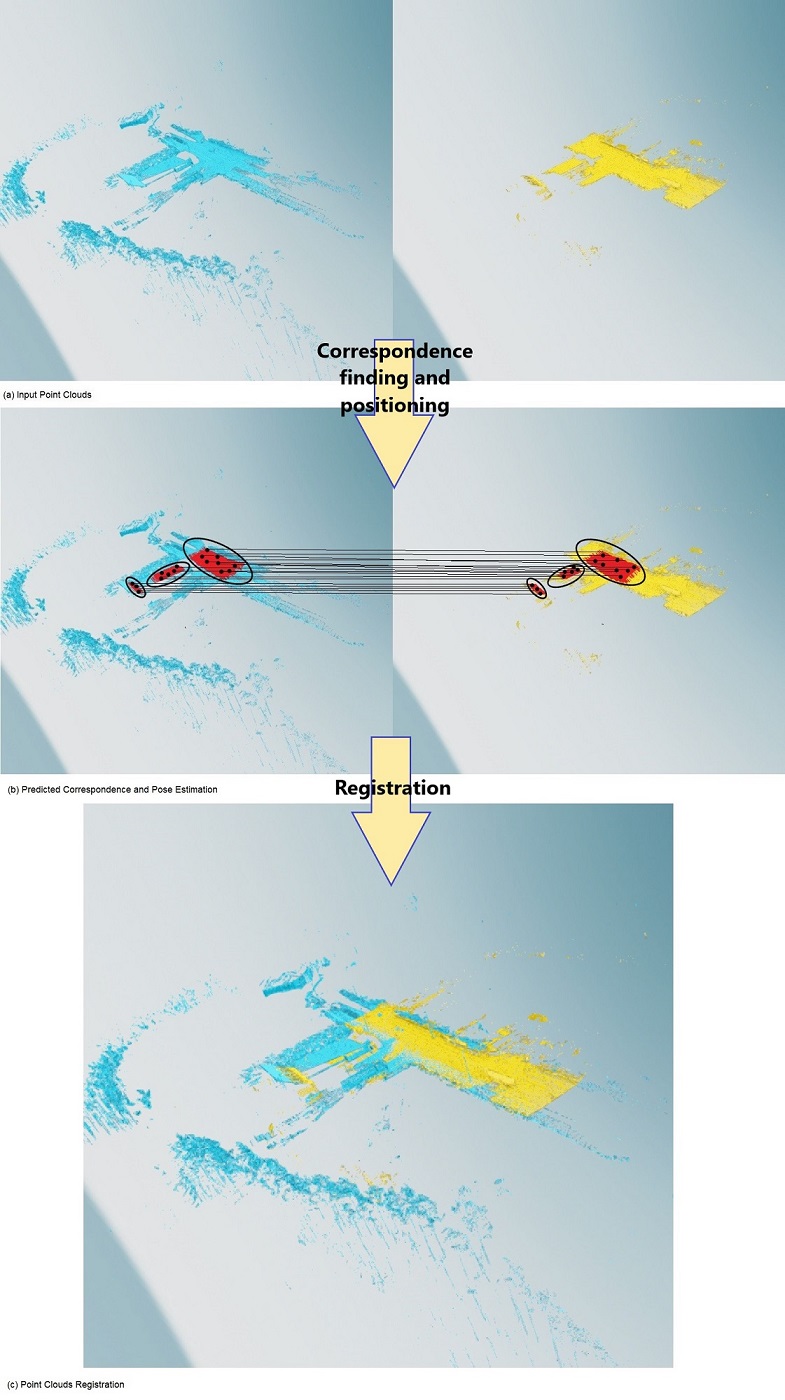 Correspondence
finding and
positioning
(a) Input Point Clouds
Registration
(b) Predicted Correspondence and Pose Estimation
(c) Point Clouds Registration